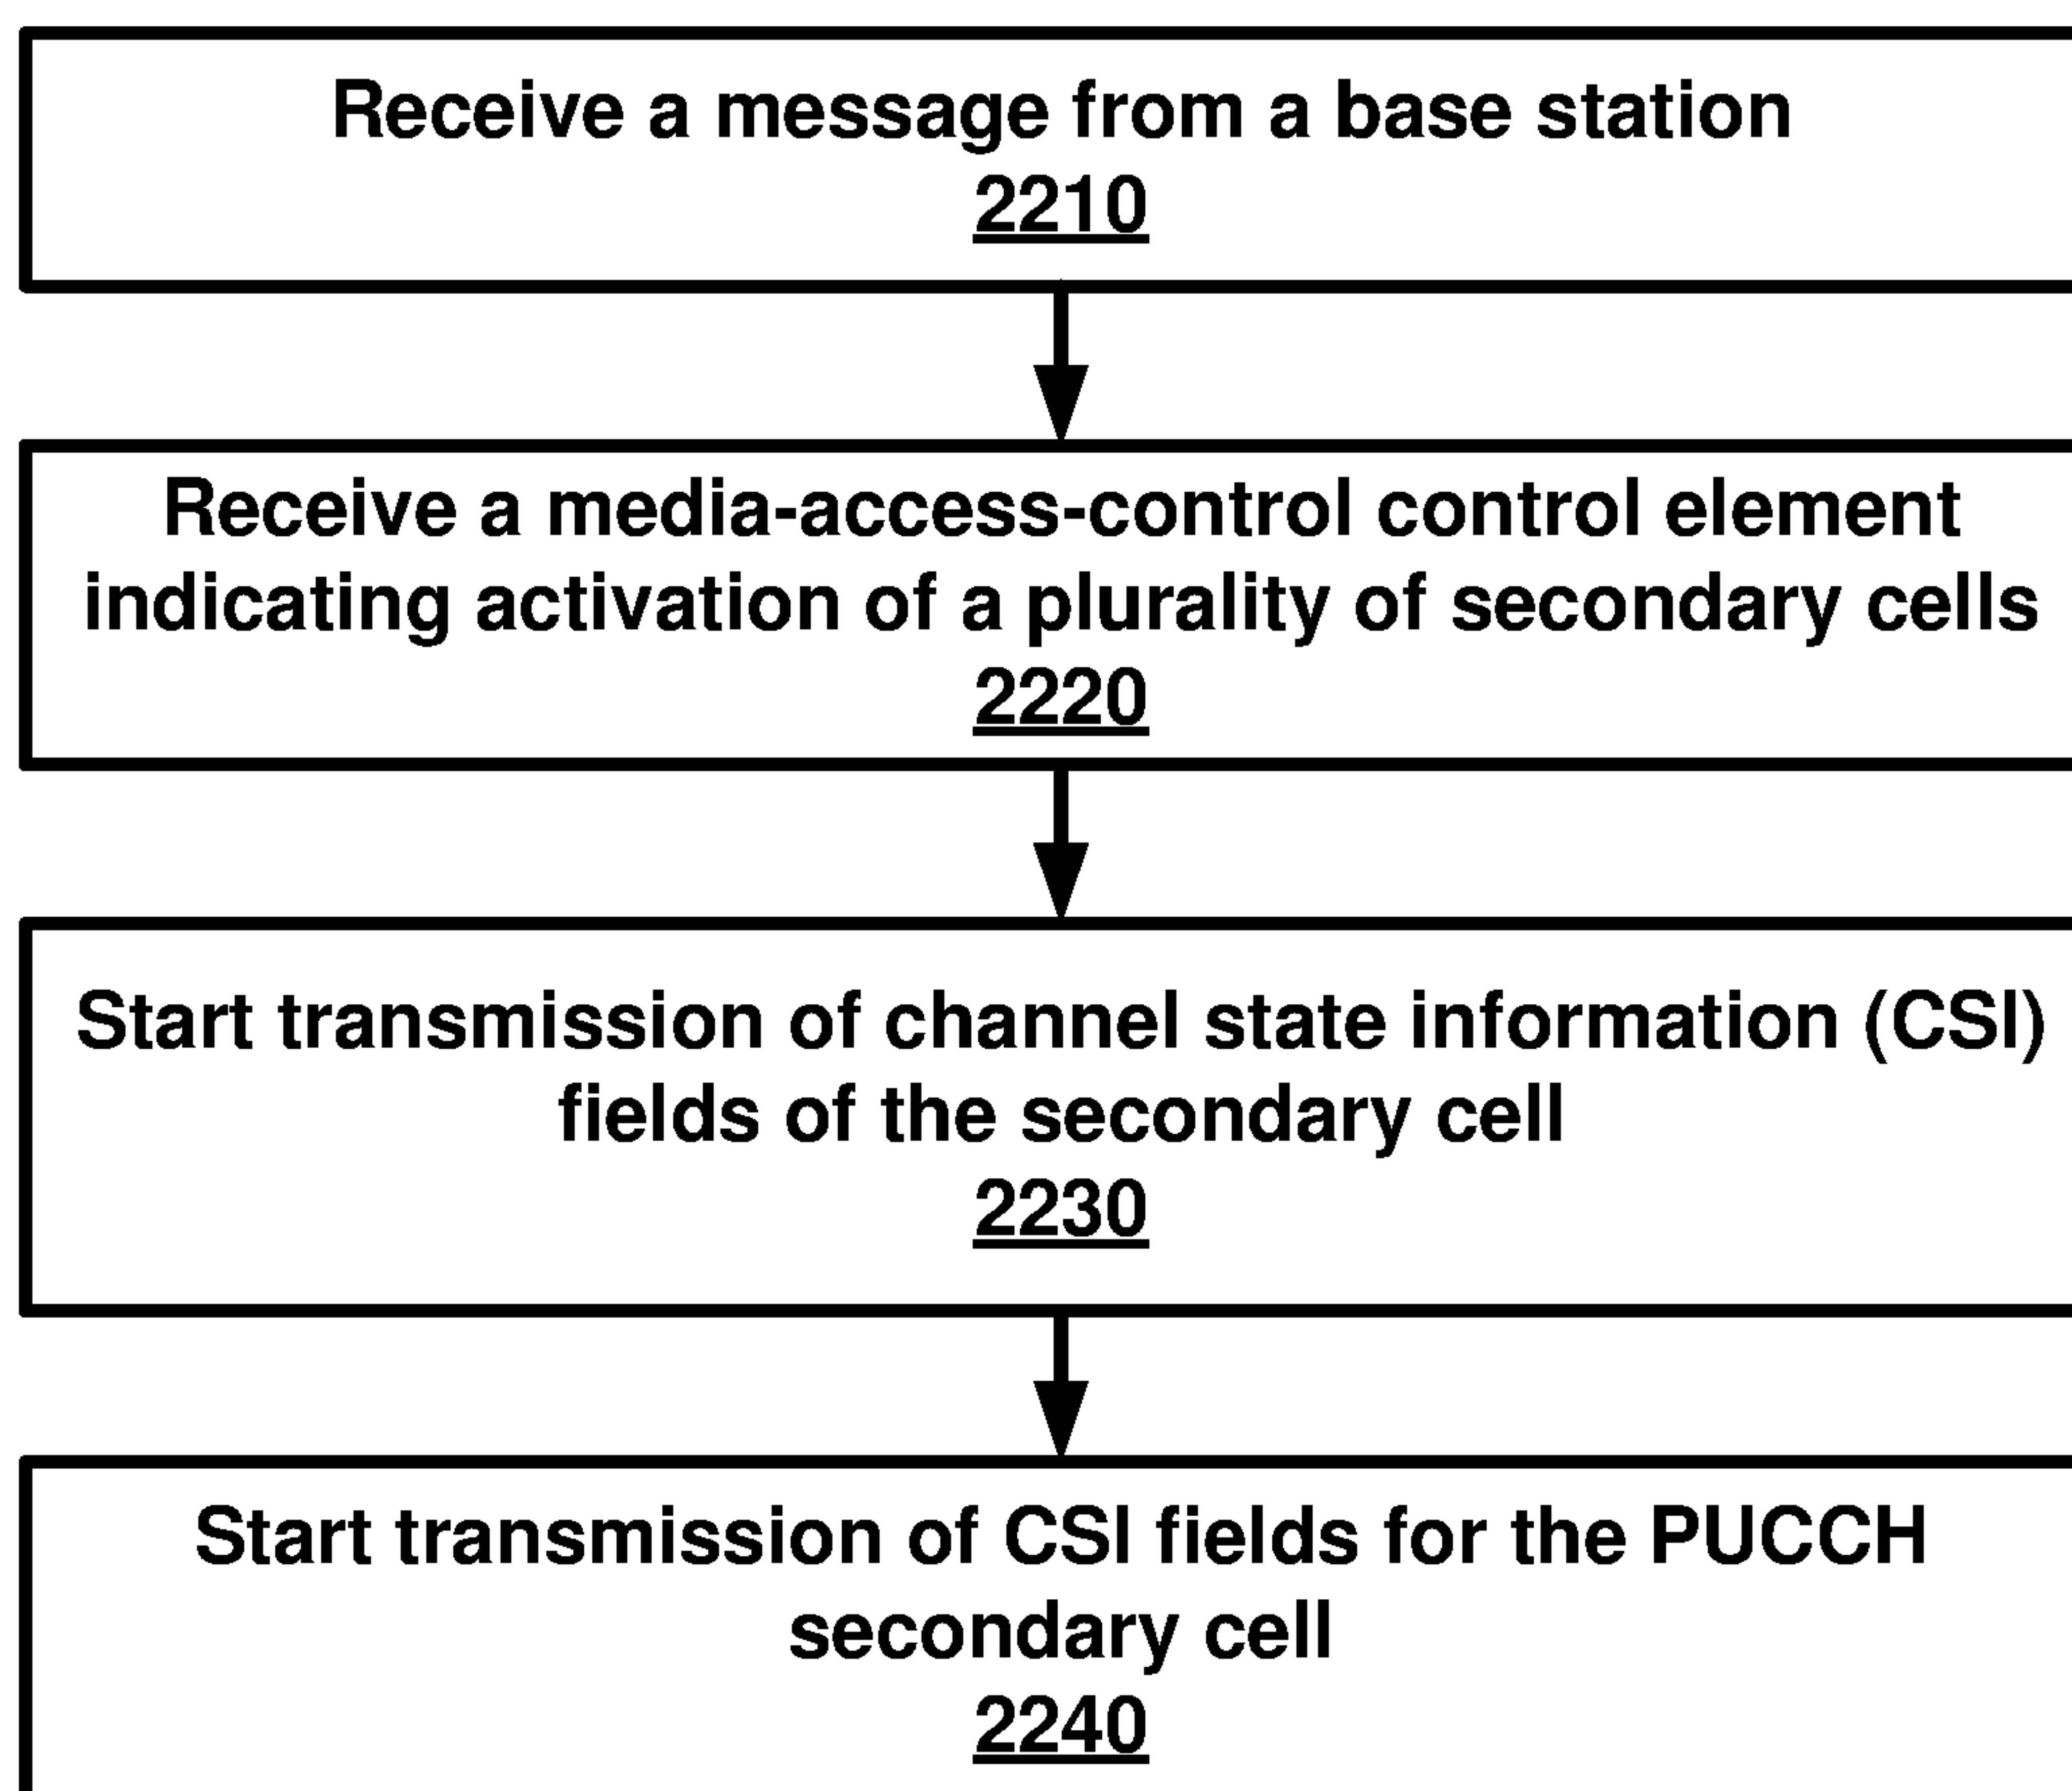 Receive a message from a base station
2210
Receive a media-access-control control element
indicating activation of a plurality of secondary cells
2220
Start transmission of channel state information (CSI)
fields of the secondary cell
2230
Start transmission of CSI fields for the PUCCH
secondary cell
2240